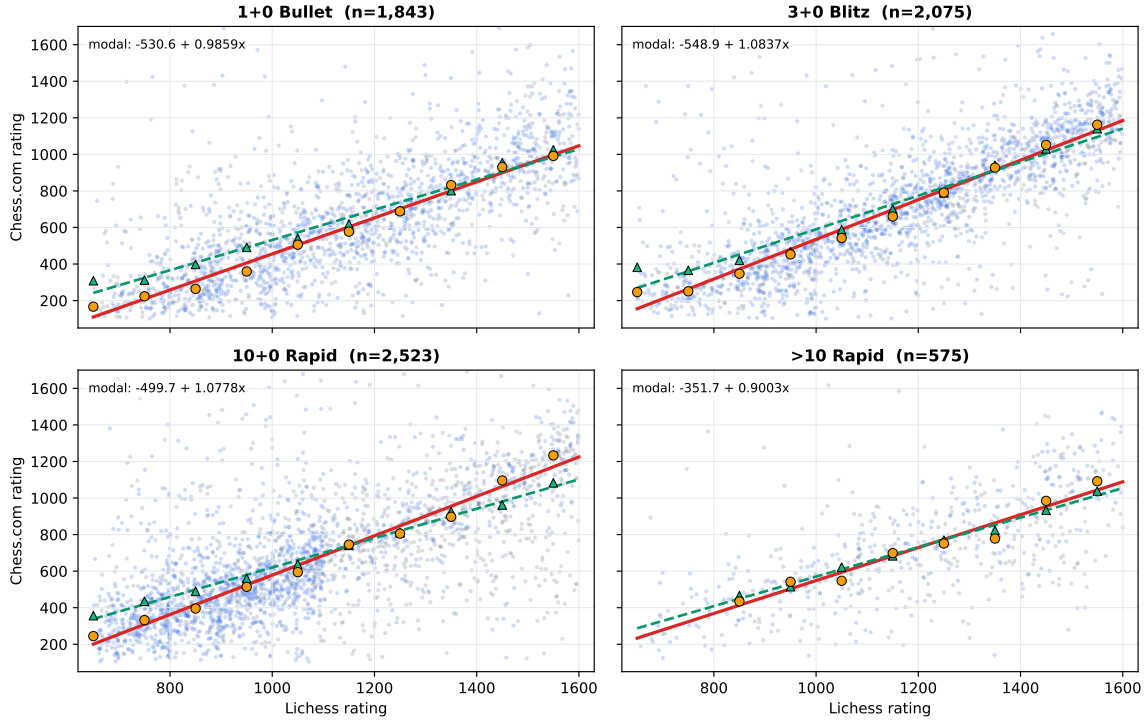 1+0 Bullet (n=1,843)
modal: -530.6 + 0.9859x
1600
1400
1200
1000
800
600
400
200
Chess.com rating
3+0 Blitz (n=2,075)
modal: -548.9 + 1.0837x
10+0 Rapid (n=2,523)
modal: -499.7 + 1.0778x
1600
1400
1200
1000
800
600
400
200
Chess.com rating
800 1000 1200 1400 1600
Lichess rating
>10 Rapid (n=575)
modal: -351.7 + 0.9003x
800 1000 1200 1400 1600
Lichess rating